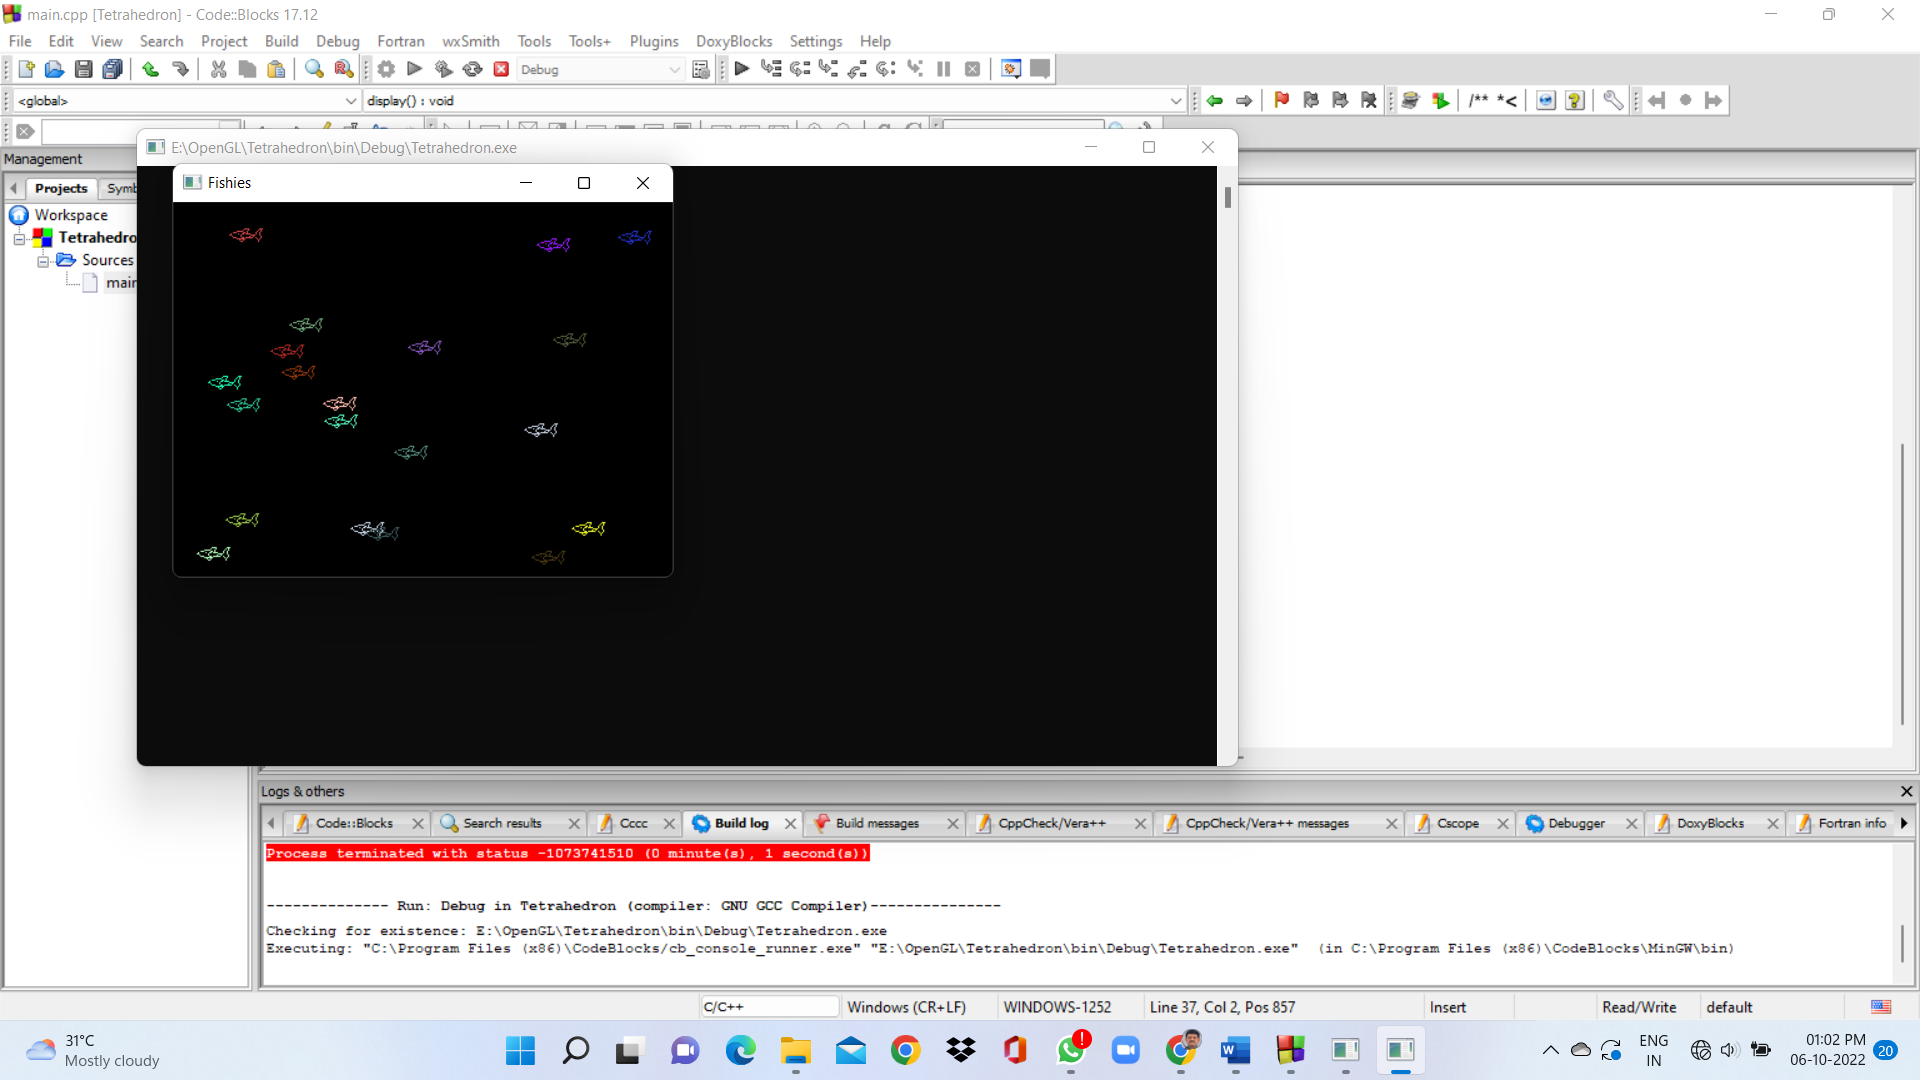 main.cpp [Tetrahedron] - Code::Blocks 17.12
File Edit View Search Project Build Debug Fortran wxSmith Tools Tools+ Plugins DoxyBlocks Settings Help
Debug
<global> display() : void
/** *<
E:\OpenGL\Tetrahedron\bin\Debug\Tetrahedron.exe
Management
Fishies
Projects Symb
Workspace
Tetrahedro
Sources
main
Logs & others
Code::Blocks Search results Cccc Build log Build messages CppCheck/Vera++ CppCheck/Vera++ messages Cscope Debugger DoxyBlocks Fortran info
Process terminated with status -1073741510 (0 minute(s), 1 second(s))
-------------- Run: Debug in Tetrahedron (compiler: GNU GCC Compiler)---------------
Checking for existence: E:\OpenGL\Tetrahedron\bin\Debug\Tetrahedron.exe
Executing: "C:\Program Files (x86)\CodeBlocks/cb_console_runner.exe" "E:\OpenGL\Tetrahedron\bin\Debug\Tetrahedron.exe"  (in C:\Program Files (x86)\CodeBlocks\MinGW\bin)
C/C++ Windows (CR+LF) WINDOWS-1252 Line 37, Col 2, Pos 857 Insert Read/Write default
31°C
Mostly cloudy
ENG
IN
01:02 PM
06-10-2022
20